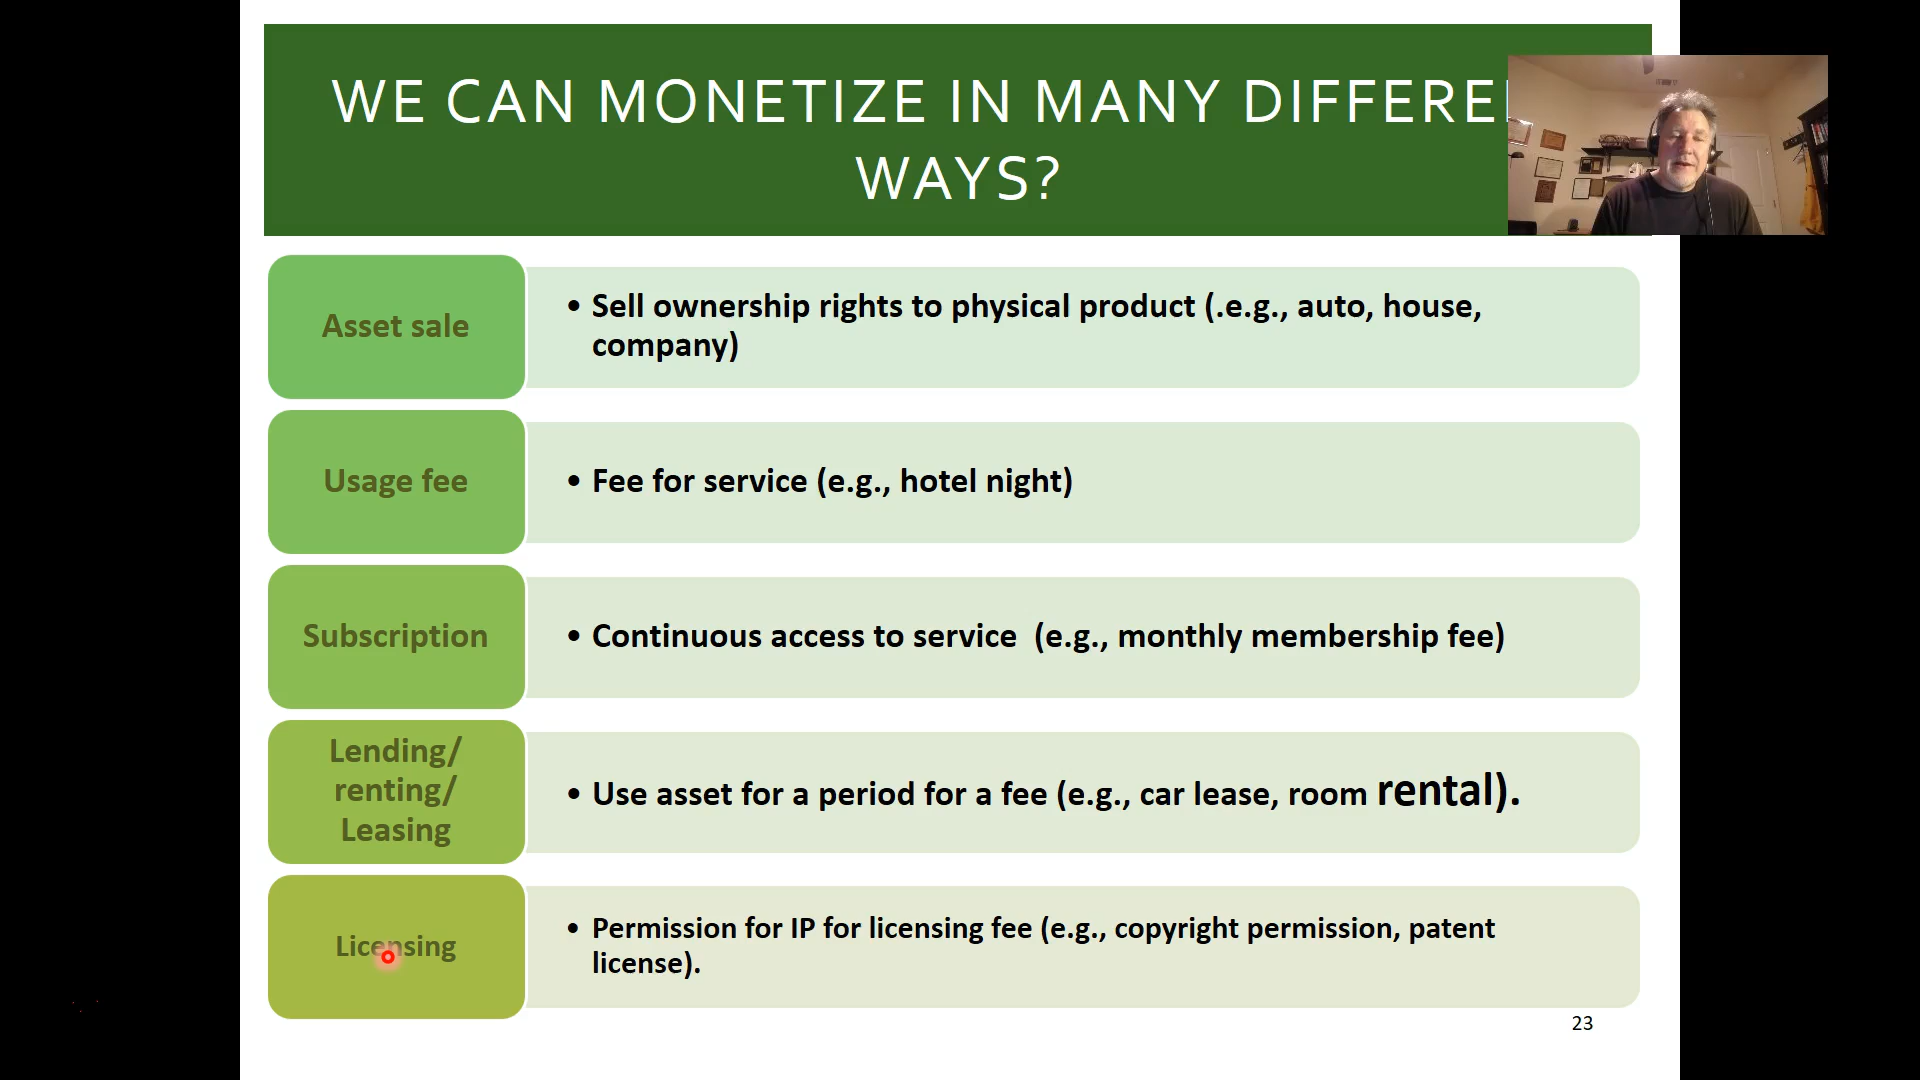 WE CAN MONETIZE IN MANY DIFFERE
WAYS?
Asset sale
• Sell ownership rights to physical product (.e.g., auto, house,
company)
Usage fee
• Fee for service (e.g., hotel night)
Subscription
• Continuous access to service  (e.g., monthly membership fee)
Lending/
renting/
Leasing
• Use asset for a period for a fee (e.g., car lease, room rental).
Licensing
• Permission for IP for licensing fee (e.g., copyright permission, patent
license).
23